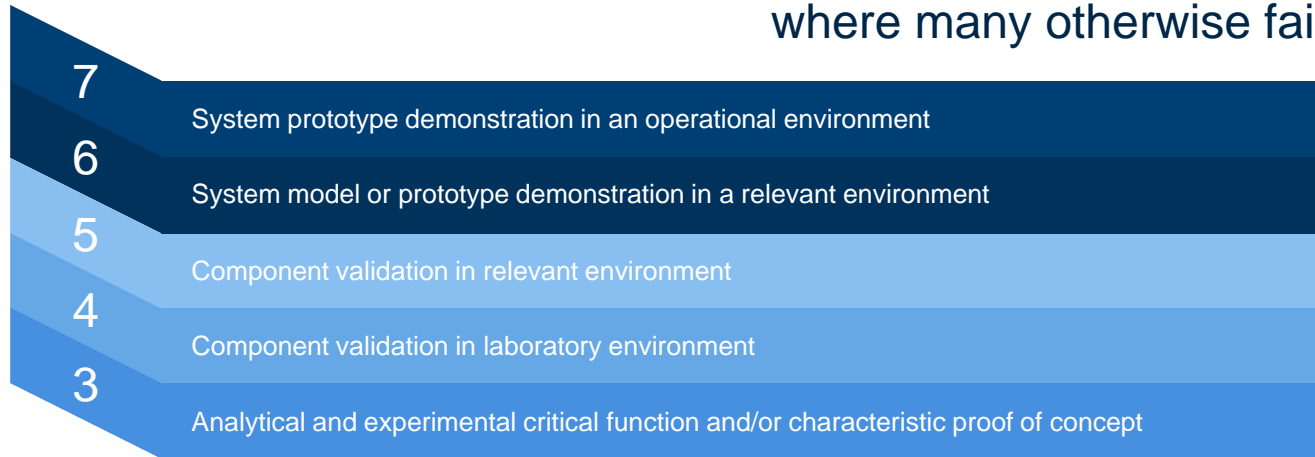 where many otherwise fai
7
System prototype demonstration in an operational environment
6
System model or prototype demonstration in a relevant environment
5
Component validation in relevant environment
4
Component validation in laboratory environment
3
Analytical and experimental critical function and/or characteristic proof of concept